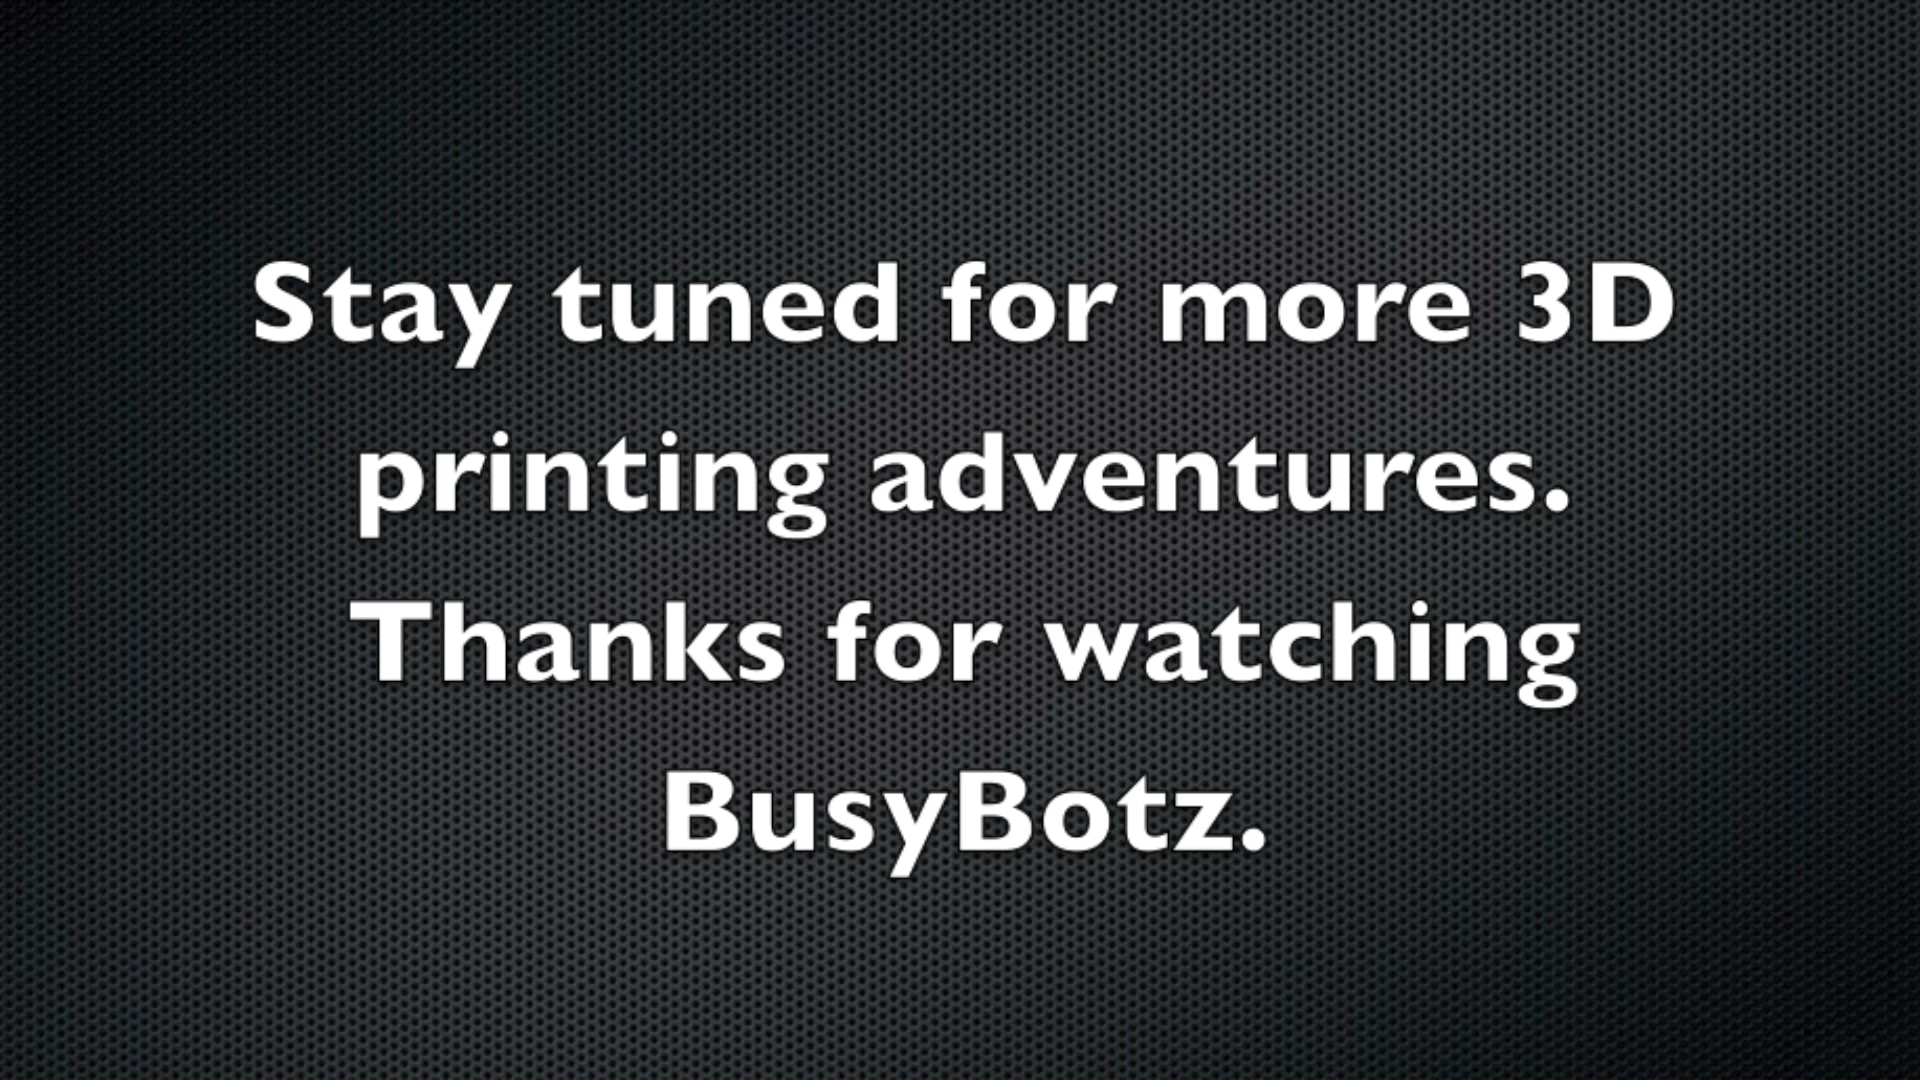 Stay tuned for more 3D
printing adventures.
Thanks for watching
BusyBotz.